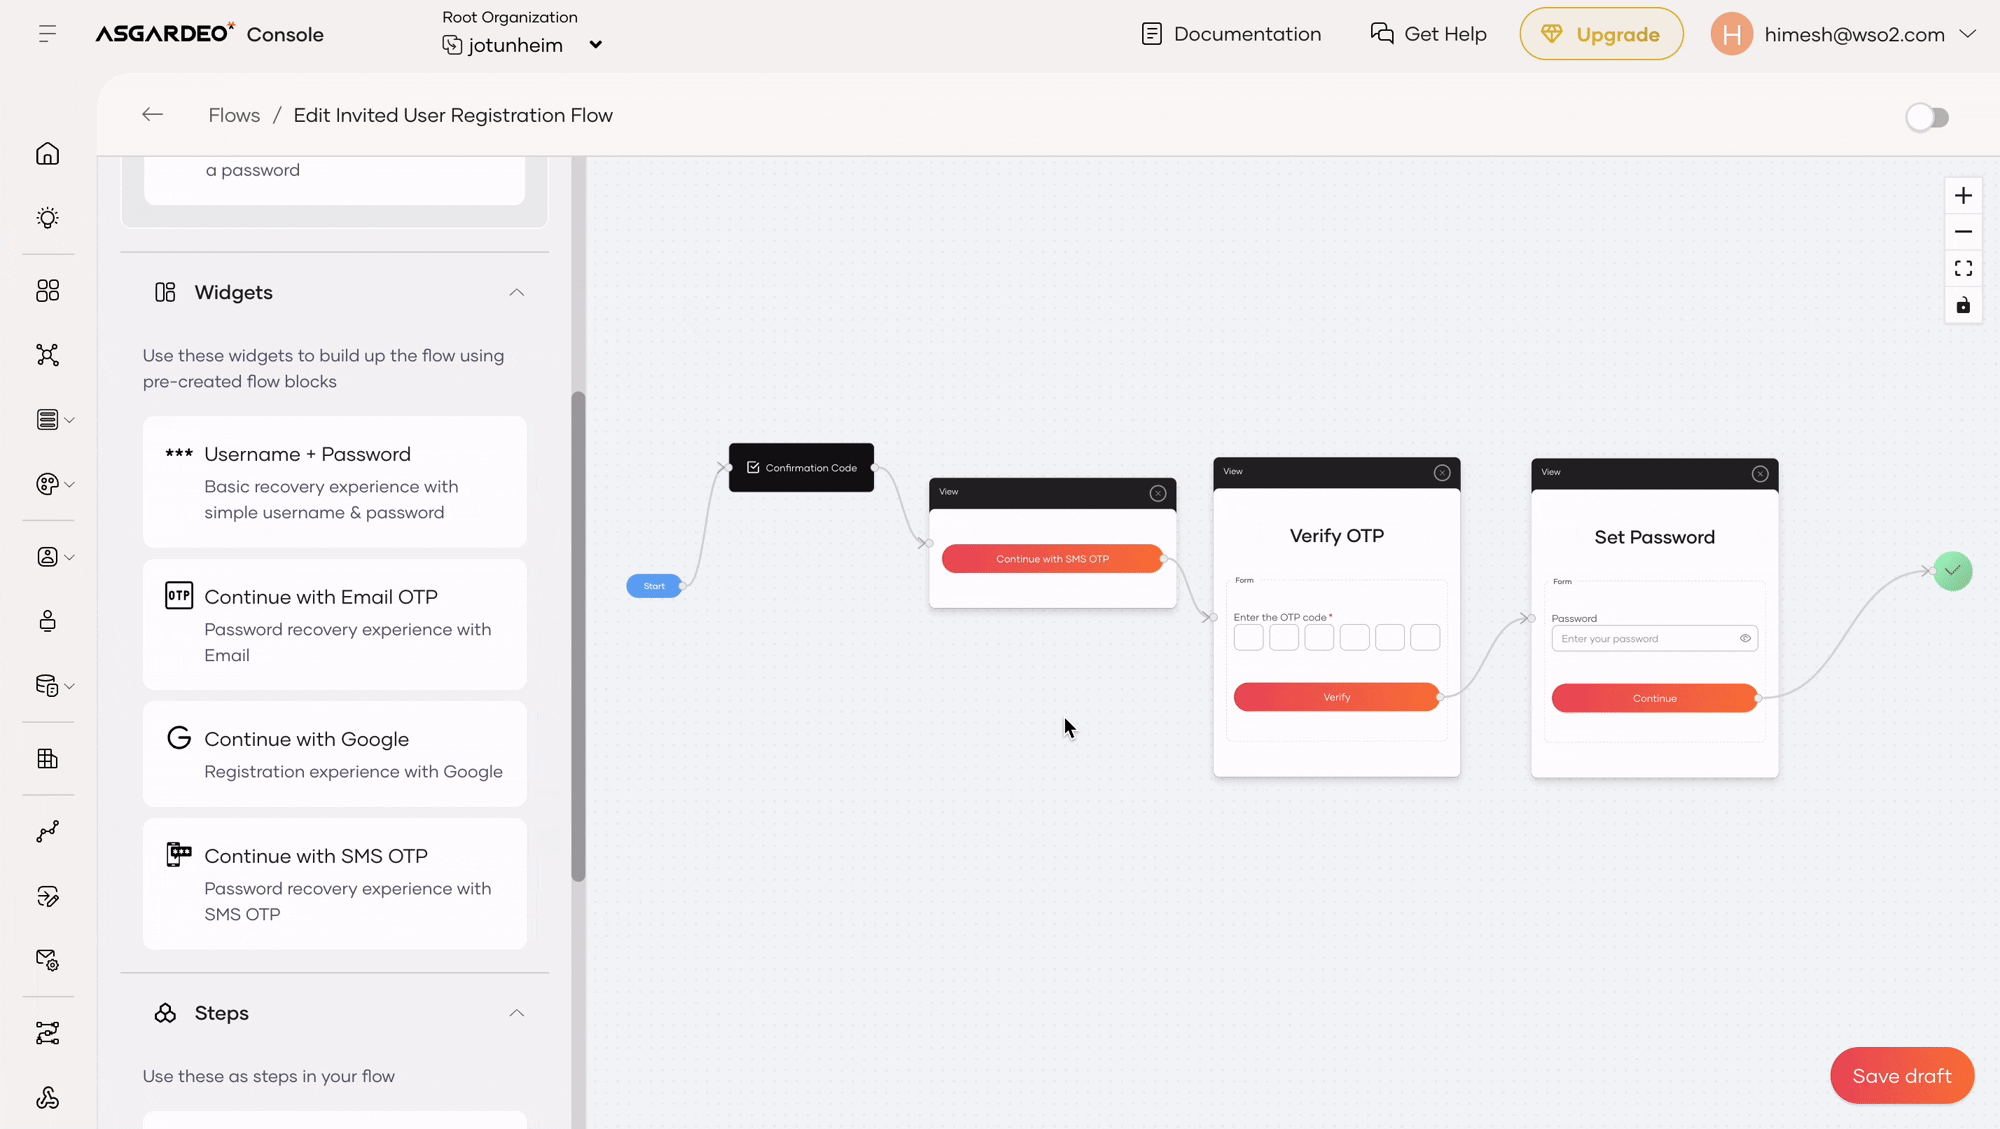 ASGARDEO Console
Root Organization
jotunheim
Documentation
Get Help
Upgrade
H
himesh@wso2.com
Flows / Edit Invited User Registration Flow
a password
Widgets
Use these widgets to build up the flow using
pre-created flow blocks
*** Username + Password
Basic recovery experience with
simple username & password
OTP Continue with Email OTP
Password recovery experience with
Email
G Continue with Google
Registration experience with Google
Continue with SMS OTP
Password recovery experience with
SMS OTP
Steps
Use these as steps in your flow
Start
Confirmation Code
View
Continue with SMS OTP
View
Verify OTP
Form
Enter the OTP code *
Verify
View
Set Password
Form
Password
Enter your password
Continue
Save draft